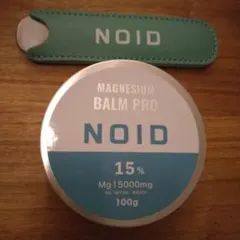 NOID
MAGNESIUM
BALM PRO
NOID
15%
Mg15000mg
100g